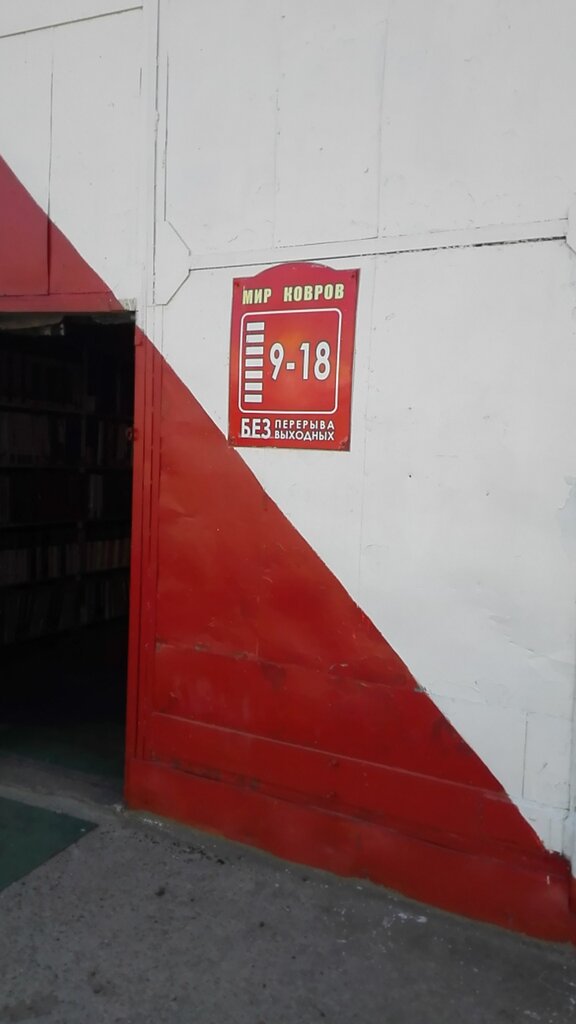 МИР КОВРОВ
9-18
БЕЗ ПЕРЕРЫВА
ВЫХОДНЫХ